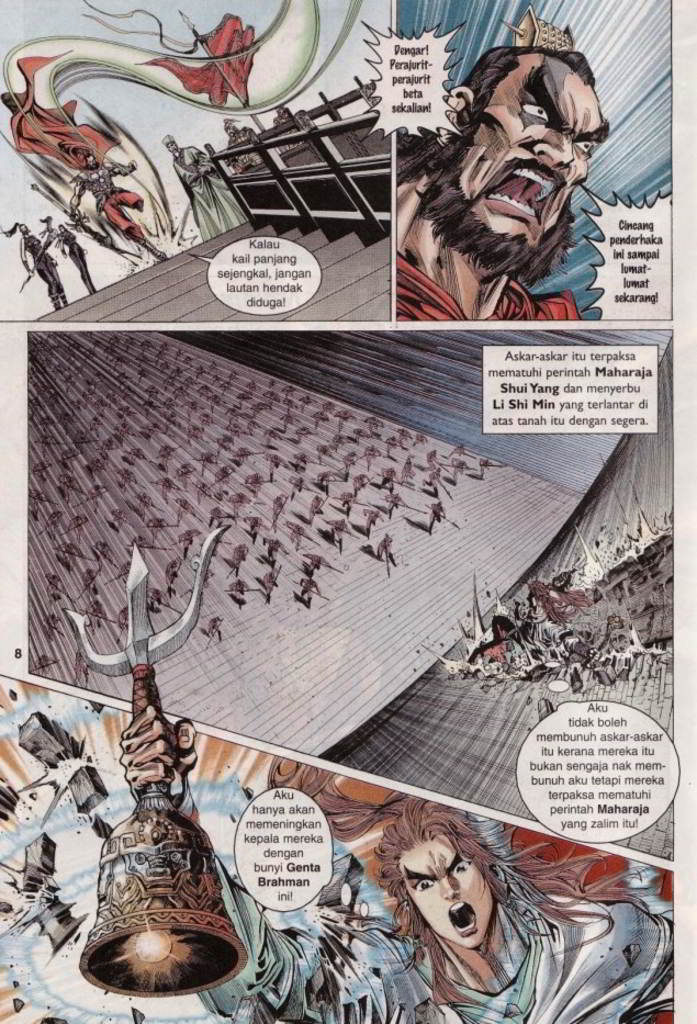 Kalau
kail panjang
sejengkal, jangan
lautan hendak
diduga!
Dengar!
Perajurit-
perajurit
beta
sekalian!
Cincang
penderhaka
ini sampai
lumat-
lumat
sekarang!
Askar-askar itu terpaksa
mematuhi perintah Maharaja
Shui Yang dan menyerbu
Li Shi Min yang terlantar di
atas tanah itu dengan segera.
Aku
tidak boleh
membunuh askar-askar
itu kerana mereka itu
bukan sengaja nak mem-
bunuh aku tetapi mereka
terpaksa mematuhi
perintah Maharaja
yang zalim itu!
8
Aku
hanya akan
memeningkan
kepala mereka
dengan
bunyi Genta
Brahman
ini!